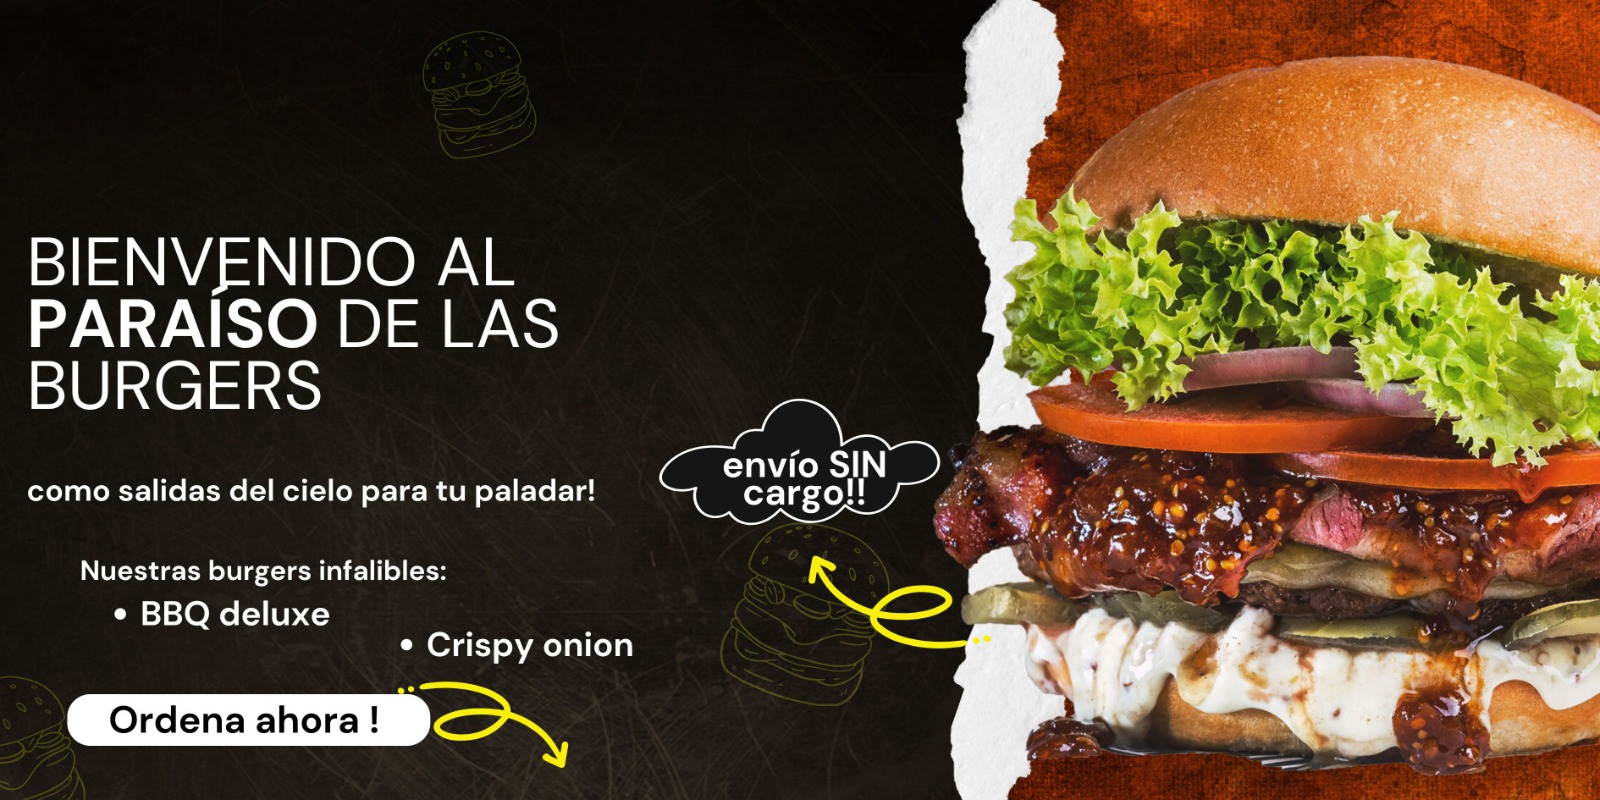 BIENVENIDO AL
PARAÍSO DE LAS
BURGERS
como salidas del cielo para tu paladar!
envío SIN
cargo!!
Nuestras burgers infalibles:
• BBQ deluxe
• Crispy onion
Ordena ahora !